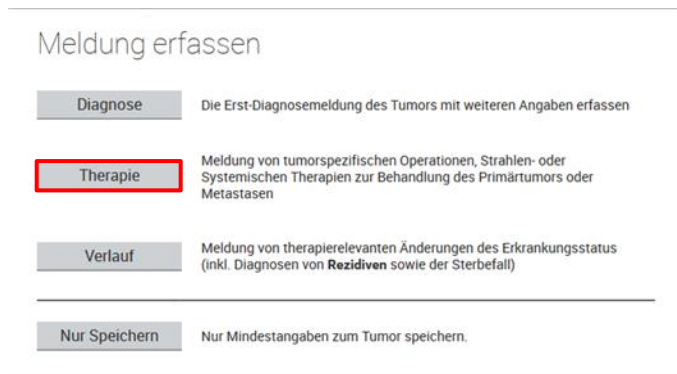 Meldung erfassen
Diagnose
Die Erst-Diagnosemeldung des Tumors mit weiteren Angaben erfassen
Therapie
Meldung von tumorspezifischen Operationen, Strahlen- oder
Systemischen Therapien zur Behandlung des Primärtumors oder
Metastasen
Verlauf
Meldung von therapierelevanten Änderungen des Erkrankungsstatus
(inkl. Diagnosen von Rezidiven sowie der Sterbefall)
Nur Speichern
Nur Mindestangaben zum Tumor speichern.